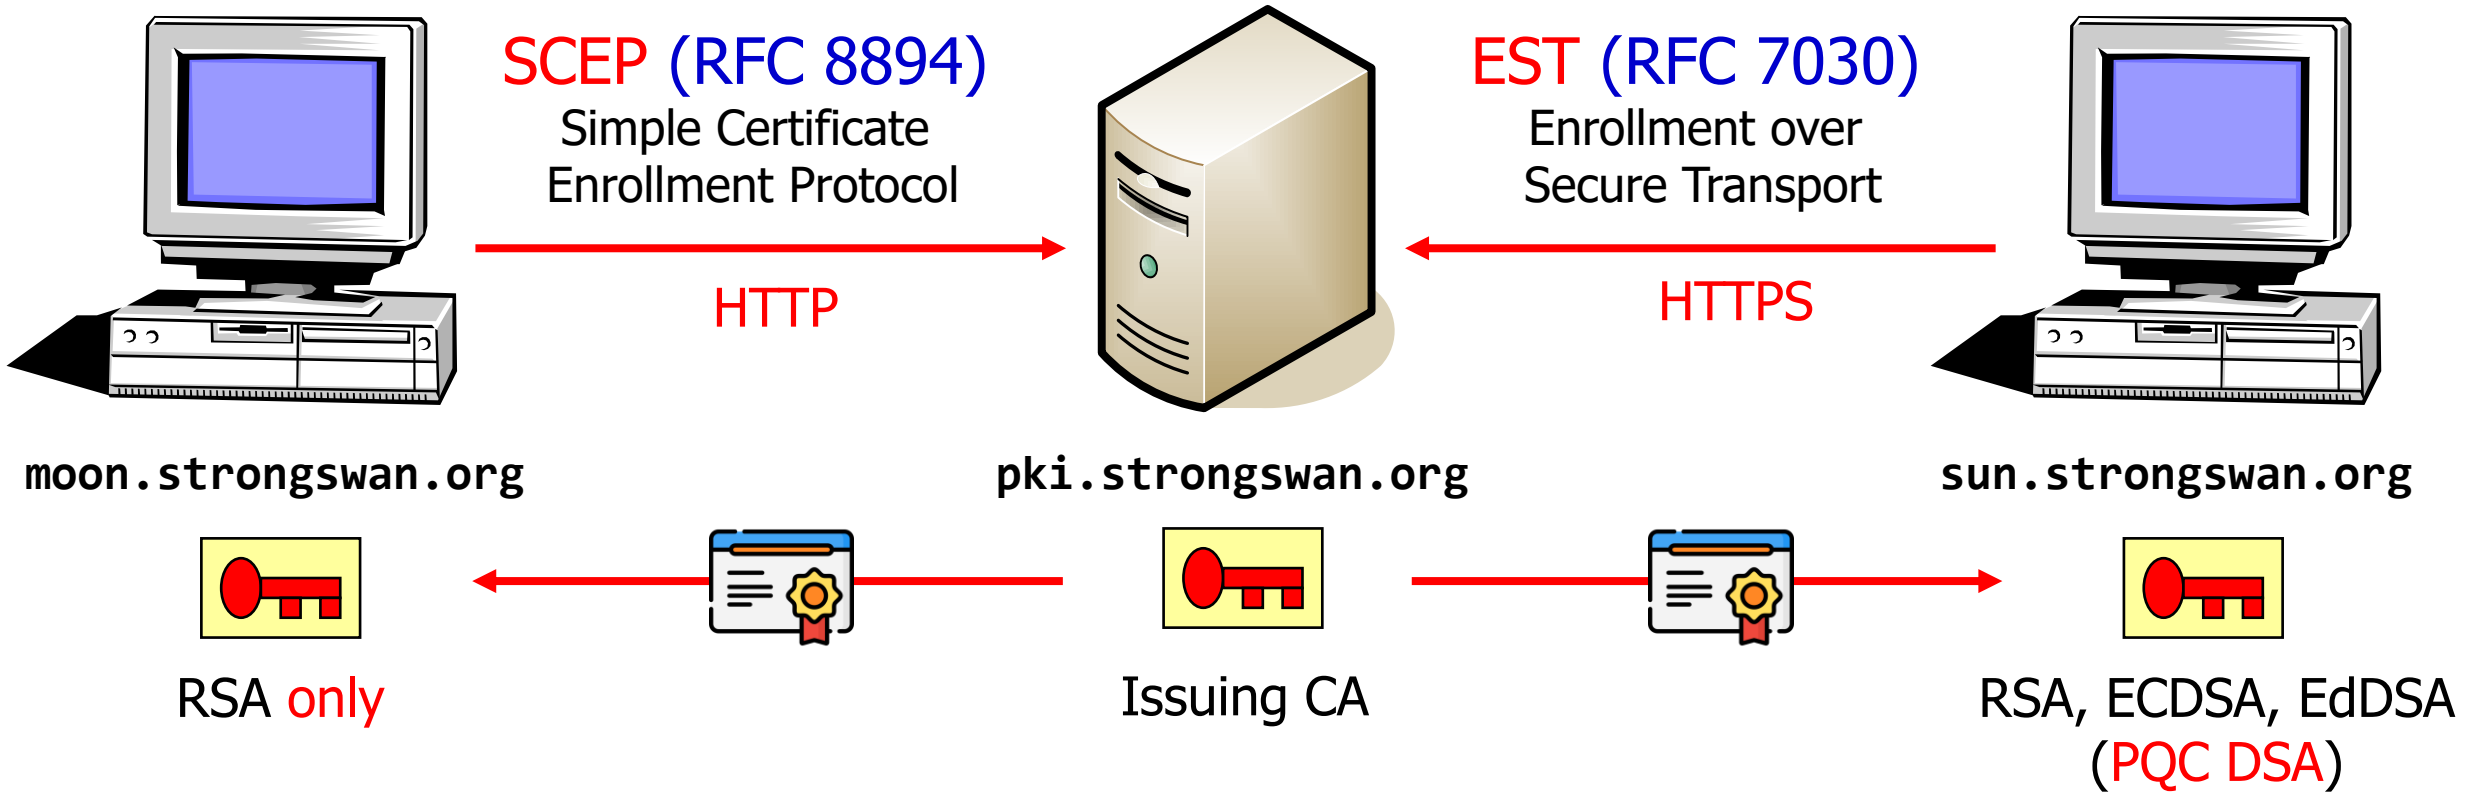 SCEP (RFC 8894)
Simple Certificate
Enrollment Protocol
HTTP
EST (RFC 7030)
Enrollment over
Secure Transport
HTTPS
moon.strongswan.org
pki.strongswan.org
sun.strongswan.org
RSA only
Issuing CA
RSA, ECDSA, EdDSA
(PQC DSA)